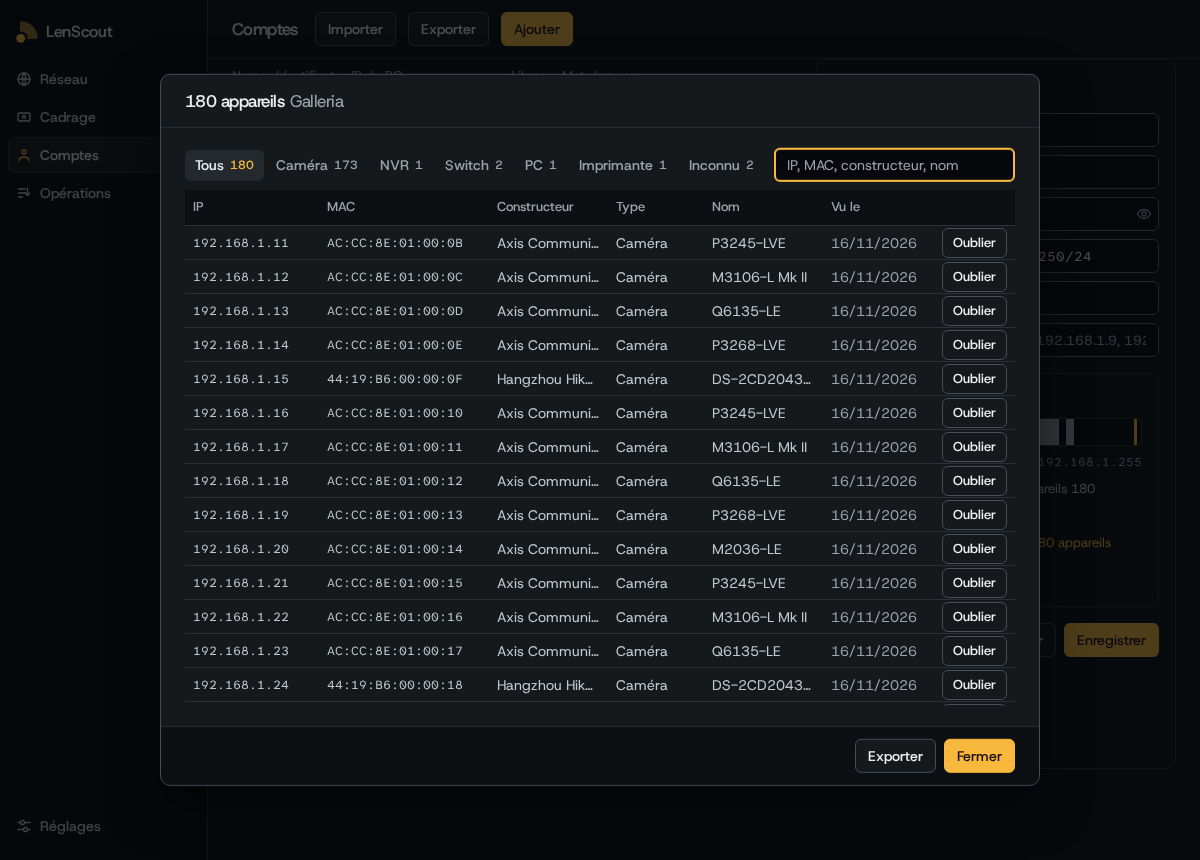 LenScout
Comptes Importer Exporter Ajouter
Réseau
Cadrage
Comptes
Opérations
Réglages
180 appareils Galleria
Tous 180 Caméra 173 NVR 1 Switch 2 PC 1 Imprimante 1 Inconnu 2 IP, MAC, constructeur, nom
IP MAC Constructeur Type Nom Vu le
192.168.1.11 AC:CC:8E:01:00:0B Axis Communi... Caméra P3245-LVE 16/11/2026 Oublier
192.168.1.12 AC:CC:8E:01:00:0C Axis Communi... Caméra M3106-L Mk II 16/11/2026 Oublier
192.168.1.13 AC:CC:8E:01:00:0D Axis Communi... Caméra Q6135-LE 16/11/2026 Oublier
192.168.1.14 AC:CC:8E:01:00:0E Axis Communi... Caméra P3268-LVE 16/11/2026 Oublier
192.168.1.15 44:19:B6:00:00:0F Hangzhou Hik... Caméra DS-2CD2043... 16/11/2026 Oublier
192.168.1.16 AC:CC:8E:01:00:10 Axis Communi... Caméra P3245-LVE 16/11/2026 Oublier
192.168.1.17 AC:CC:8E:01:00:11 Axis Communi... Caméra M3106-L Mk II 16/11/2026 Oublier
192.168.1.18 AC:CC:8E:01:00:12 Axis Communi... Caméra Q6135-LE 16/11/2026 Oublier
192.168.1.19 AC:CC:8E:01:00:13 Axis Communi... Caméra P3268-LVE 16/11/2026 Oublier
192.168.1.20 AC:CC:8E:01:00:14 Axis Communi... Caméra M2036-LE 16/11/2026 Oublier
192.168.1.21 AC:CC:8E:01:00:15 Axis Communi... Caméra P3245-LVE 16/11/2026 Oublier
192.168.1.22 AC:CC:8E:01:00:16 Axis Communi... Caméra M3106-L Mk II 16/11/2026 Oublier
192.168.1.23 AC:CC:8E:01:00:17 Axis Communi... Caméra Q6135-LE 16/11/2026 Oublier
192.168.1.24 44:19:B6:00:00:18 Hangzhou Hik... Caméra DS-2CD2043... 16/11/2026 Oublier
Exporter Fermer
250/24
192.168.1.9, 192
192.168.1.255
areils 180
80 appareils
Enregistrer